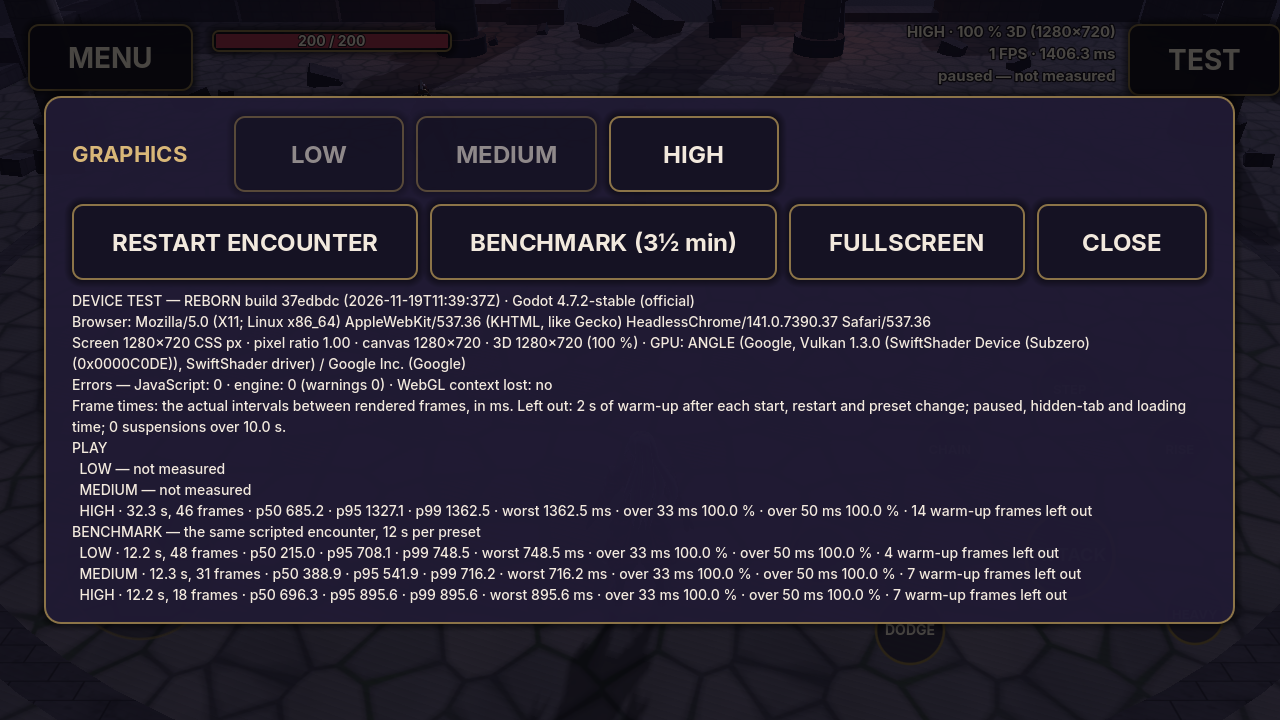 MENU
200 / 200
HIGH · 100 % 3D (1280×720)
1 FPS · 1406.3 ms
paused — not measured
TEST
GRAPHICS
LOW
MEDIUM
HIGH
RESTART ENCOUNTER
BENCHMARK (3½ min)
FULLSCREEN
CLOSE
DEVICE TEST — REBORN build 37edbdc (2026-11-19T11:39:37Z) · Godot 4.7.2-stable (official)
Browser: Mozilla/5.0 (X11; Linux x86_64) AppleWebKit/537.36 (KHTML, like Gecko) HeadlessChrome/141.0.7390.37 Safari/537.36
Screen 1280×720 CSS px · pixel ratio 1.00 · canvas 1280×720 · 3D 1280×720 (100 %) · GPU: ANGLE (Google, Vulkan 1.3.0 (SwiftShader Device (Subzero)
(0x0000C0DE)), SwiftShader driver) / Google Inc. (Google)
Errors — JavaScript: 0 · engine: 0 (warnings 0) · WebGL context lost: no
Frame times: the actual intervals between rendered frames, in ms. Left out: 2 s of warm-up after each start, restart and preset change; paused, hidden-tab and loading
time; 0 suspensions over 10.0 s.
PLAY
LOW — not measured
MEDIUM — not measured
HIGH · 32.3 s, 46 frames · p50 685.2 · p95 1327.1 · p99 1362.5 · worst 1362.5 ms · over 33 ms 100.0 % · over 50 ms 100.0 % · 14 warm-up frames left out
BENCHMARK — the same scripted encounter, 12 s per preset
LOW · 12.2 s, 48 frames · p50 215.0 · p95 708.1 · p99 748.5 · worst 748.5 ms · over 33 ms 100.0 % · over 50 ms 100.0 % · 4 warm-up frames left out
MEDIUM · 12.3 s, 31 frames · p50 388.9 · p95 541.9 · p99 716.2 · worst 716.2 ms · over 33 ms 100.0 % · over 50 ms 100.0 % · 7 warm-up frames left out
HIGH · 12.2 s, 18 frames · p50 696.3 · p95 895.6 · p99 895.6 · worst 895.6 ms · over 33 ms 100.0 % · over 50 ms 100.0 % · 7 warm-up frames left out
DODGE